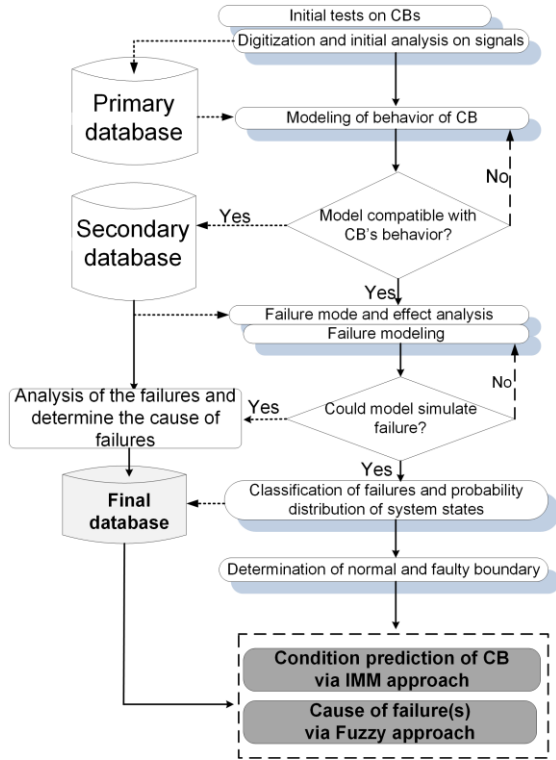 Initial tests on CBs
Digitization and initial analysis on signals
Primary
database
Modeling of behavior of CB
No
Secondary
database
Yes
Model compatible with
CB's behavior?
Yes
Failure mode and effect analysis
Failure modeling
No
Analysis of the failures and
determine the cause of
failures
Yes
Could model simulate
failure?
Yes
Final
database
Classification of failures and probability
distribution of system states
Determination of normal and faulty boundary
Condition prediction of CB
via IMM approach
Cause of failure(s)
via Fuzzy approach